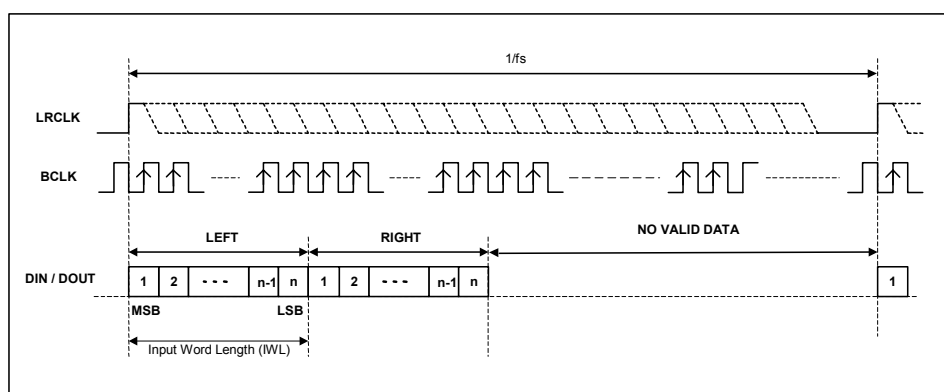 1/fs
LRCLK
BCLK
LEFT RIGHT NO VALID DATA
DIN / DOUT 1 2 - - - n-1 n 1 2 - - - n-1 n 1
MSB LSB
Input Word Length (IWL)